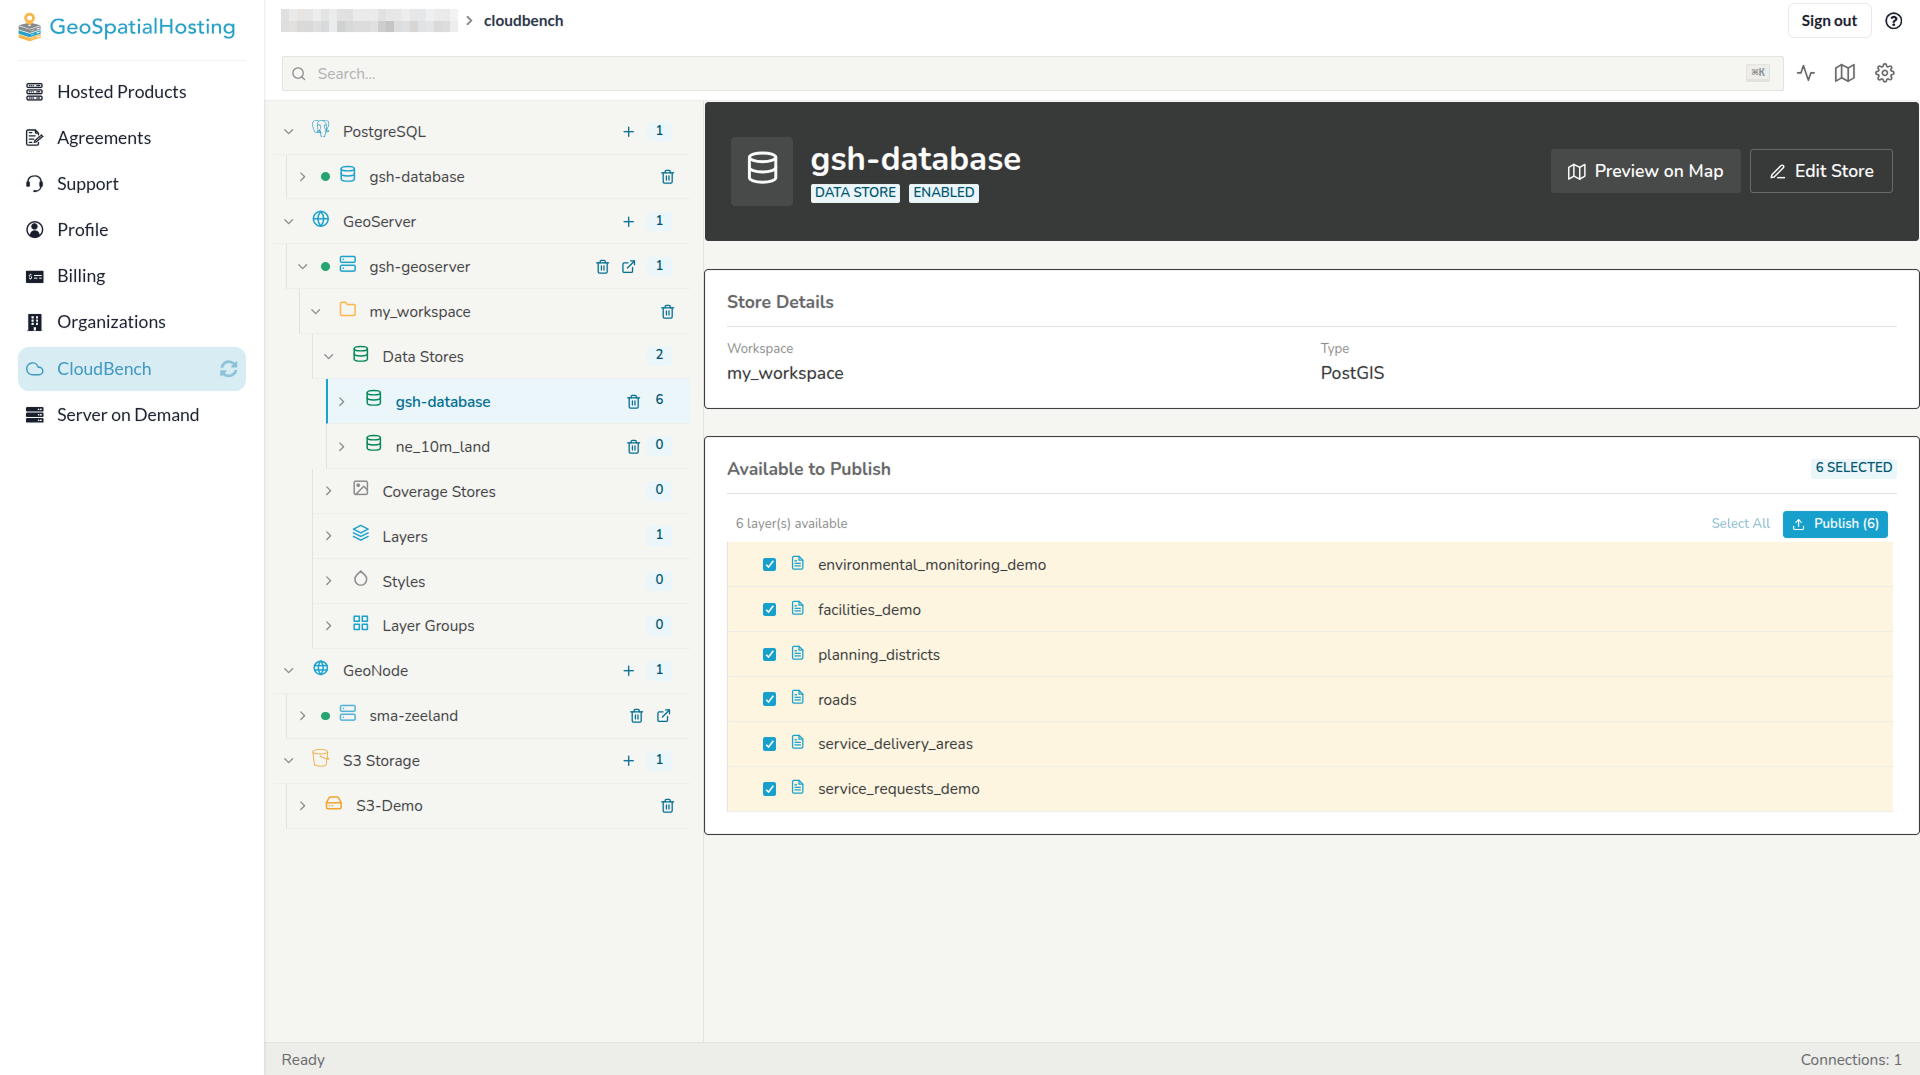 GeoSpatialHosting
cloudbench
Sign out
Search...
⌘K
Hosted Products
Agreements
Support
Profile
Billing
Organizations
CloudBench
Server on Demand
PostgreSQL 1
gsh-database
GeoServer 1
gsh-geoserver 1
my_workspace
Data Stores 2
gsh-database 6
ne_10m_land 0
Coverage Stores 0
Layers 1
Styles 0
Layer Groups 0
GeoNode 1
sma-zeeland
S3 Storage 1
S3-Demo
gsh-database
DATA STORE ENABLED
Preview on Map
Edit Store
Store Details
Workspace Type
my_workspace PostGIS
Available to Publish 6 SELECTED
6 layer(s) available Select All Publish (6)
environmental_monitoring_demo
facilities_demo
planning_districts
roads
service_delivery_areas
service_requests_demo
Ready Connections: 1